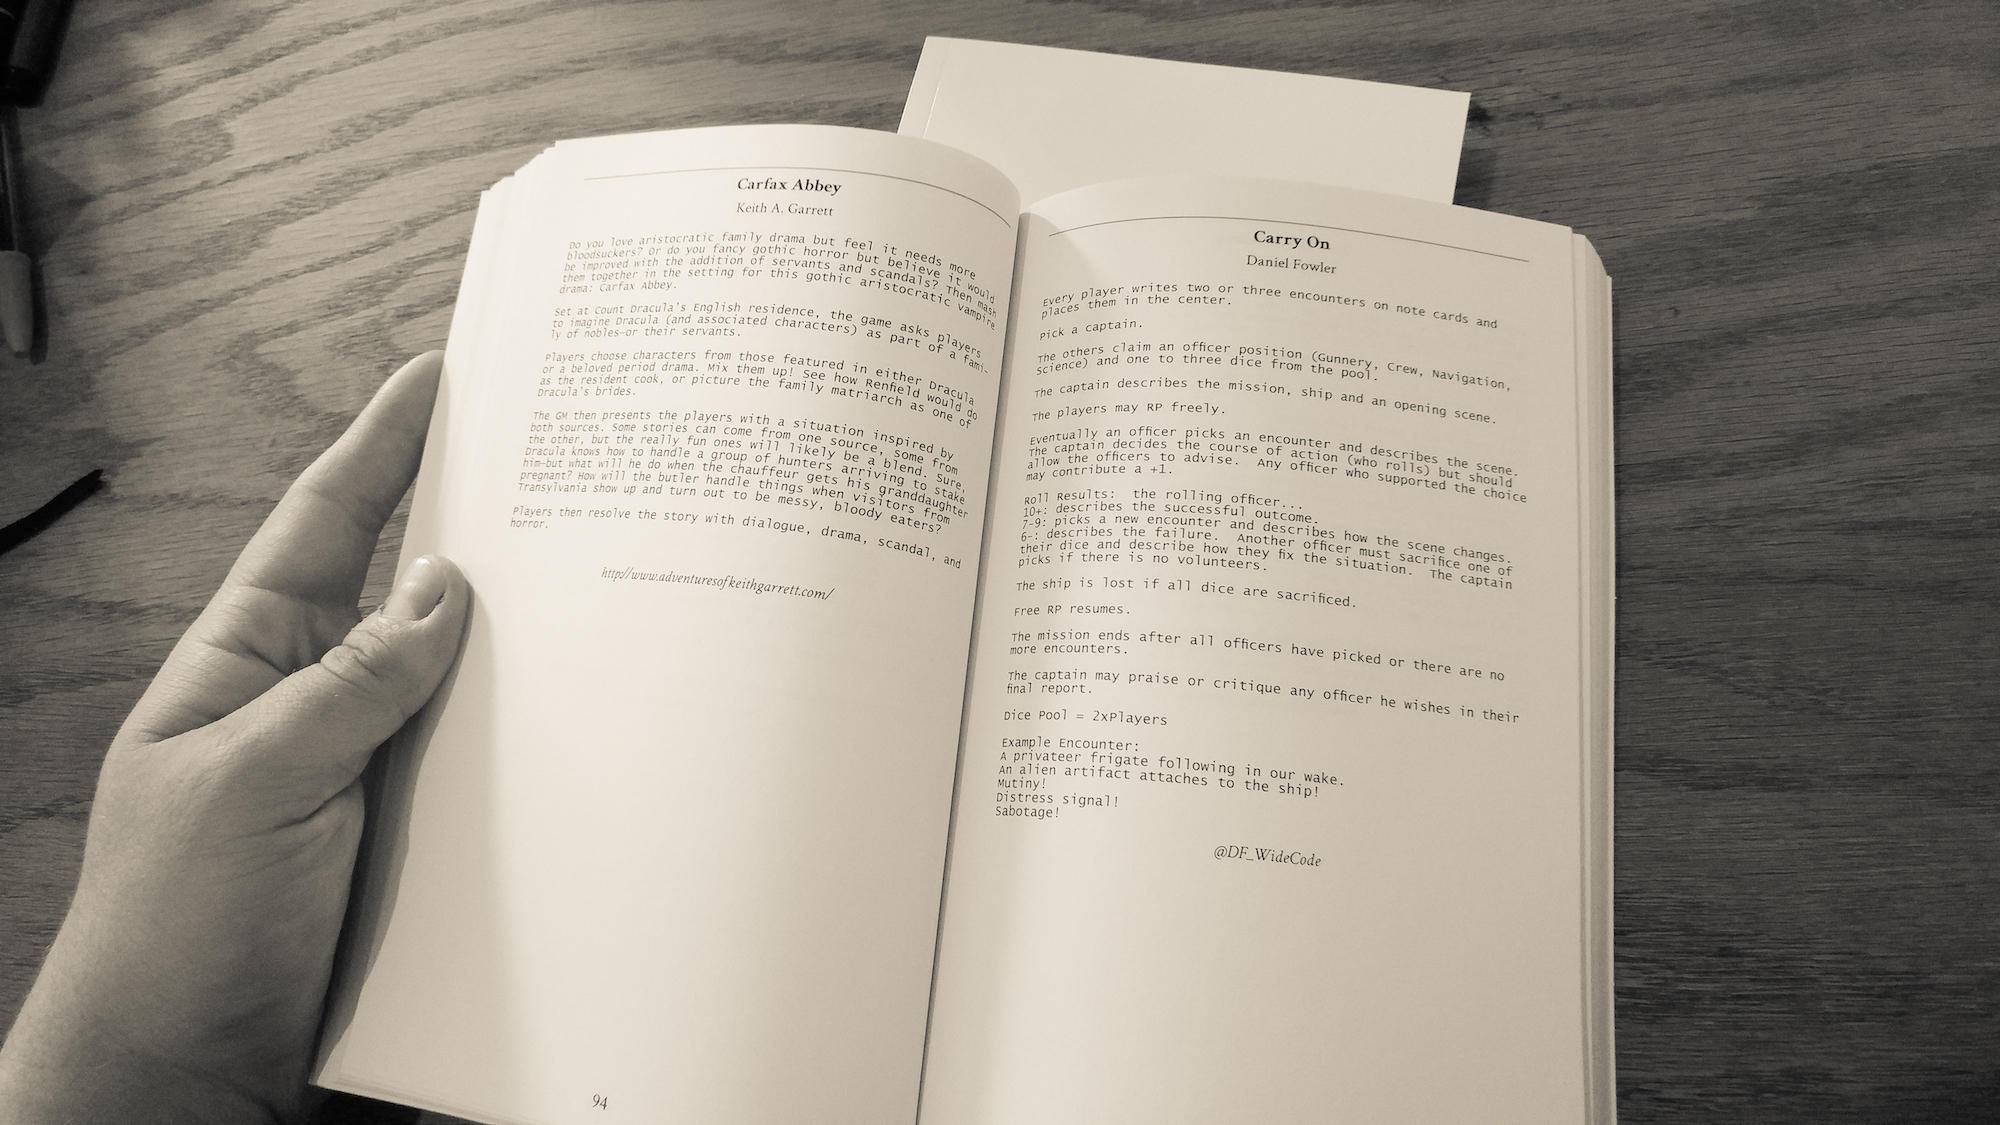 Carfax Abbey
Keith A. Garrett
Do you love aristocratic family drama but feel it needs more
bloodsuckers? Or do you fancy gothic horror but believe it would
be improved with the addition of servants and scandals? Then mash
them together in the setting for this gothic aristocratic vampire
drama: Carfax Abbey.
Set at Count Dracula's English residence, the game asks players
to imagine Dracula (and associated characters) as part of a fami-
ly of nobles—or their servants.
Players choose characters from those featured in either Dracula
or a beloved period drama. Mix them up! See how Renfield would do
as the resident cook, or picture the family matriarch as one of
Dracula's brides.
The GM then presents the players with a situation inspired by
both sources. Some stories can come from one source, some from
the other, but the really fun ones will likely be a blend. Sure,
Dracula knows how to handle a group of hunters arriving to stake
him—but what will he do when the chauffeur gets his granddaughter
pregnant? How will the butler handle things when visitors from
Transylvania show up and turn out to be messy, bloody eaters?
Players then resolve the story with dialogue, drama, scandal, and
horror.
http://www.adventuresofkeithgarrett.com/
94
Carry On
Daniel Fowler
Every player writes two or three encounters on note cards and
places them in the center.
Pick a captain.
The others claim an officer position (Gunnery, Crew, Navigation,
Science) and one to three dice from the pool.
The captain describes the mission, ship and an opening scene.
The players may RP freely.
Eventually an officer picks an encounter and describes the scene.
The captain decides the course of action (who rolls) but should
allow the officers to advise. Any officer who supported the choice
may contribute a +1.
Roll Results: the rolling officer...
10+: describes the successful outcome.
7-9: picks a new encounter and describes how the scene changes.
6-: describes the failure. Another officer must sacrifice one of
their dice and describe how they fix the situation. The captain
picks if there is no volunteers.
The ship is lost if all dice are sacrificed.
Free RP resumes.
The mission ends after all officers have picked or there are no
more encounters.
The captain may praise or critique any officer he wishes in their
final report.
Dice Pool = 2xPlayers
Example Encounter:
A privateer frigate following in our wake.
An alien artifact attaches to the ship!
Mutiny!
Distress signal!
Sabotage!
@DF_WideCode